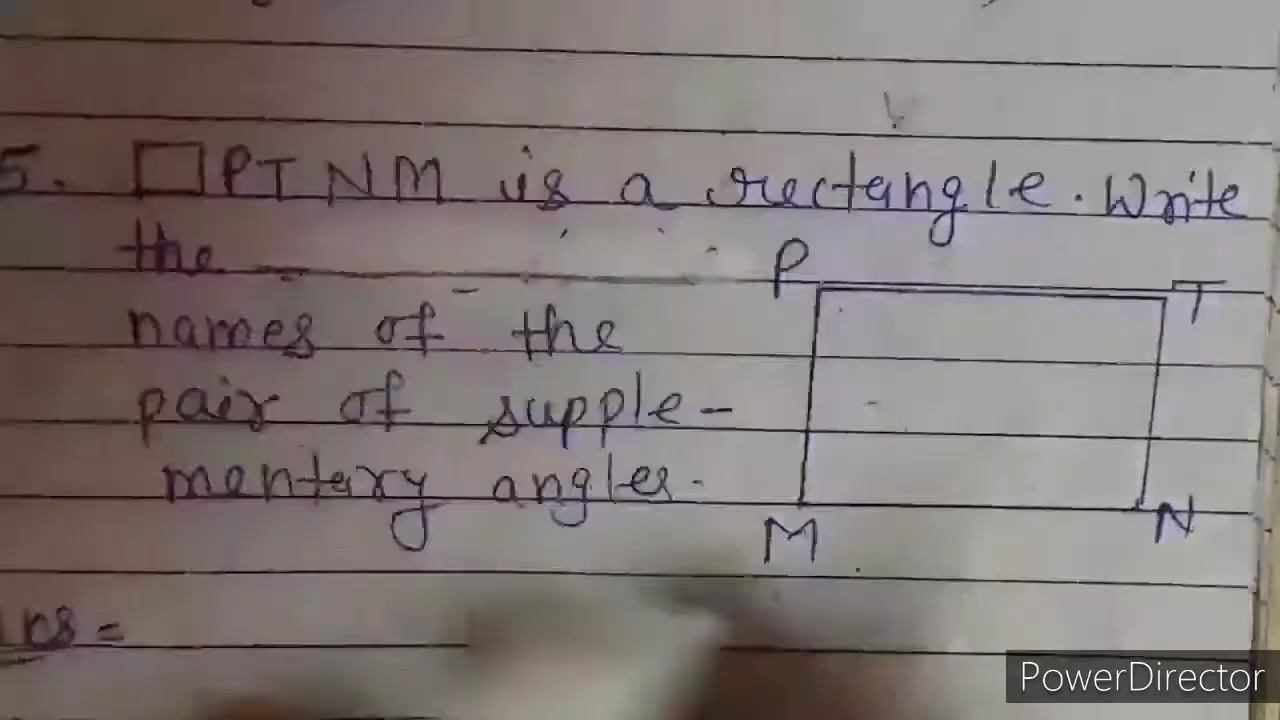 5. □PTNM is a rectangle. Write
the
names of the
pair of supple-
mentary angles.
P
T
M
N
Ans =
PowerDirector